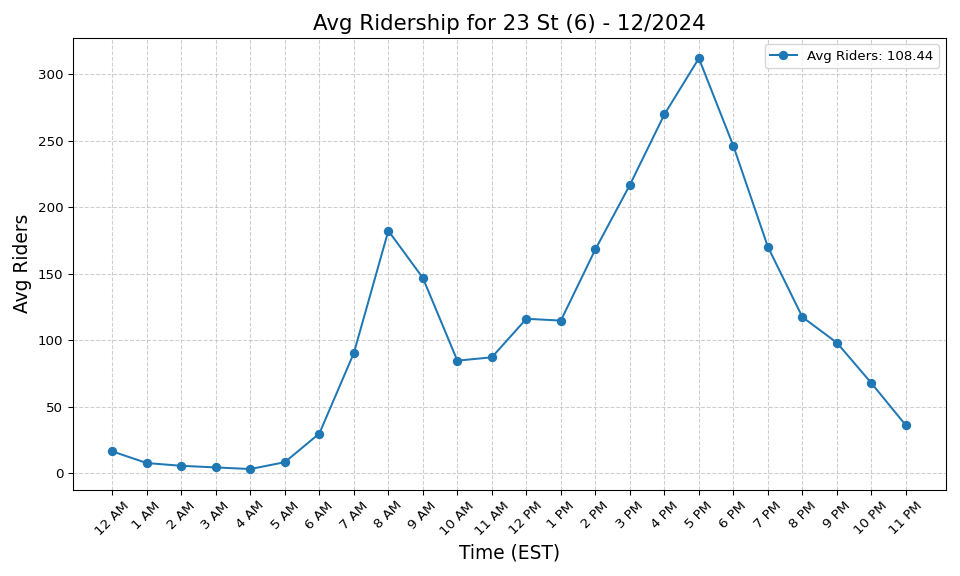 Avg Ridership for 23 St (6) - 12/2024
Avg Riders: 108.44
Avg Riders
300
250
200
150
100
50
0
12 AM
1 AM
2 AM
3 AM
4 AM
5 AM
6 AM
7 AM
8 AM
9 AM
10 AM
11 AM
12 PM
1 PM
2 PM
3 PM
4 PM
5 PM
6 PM
7 PM
8 PM
9 PM
10 PM
11 PM
Time (EST)